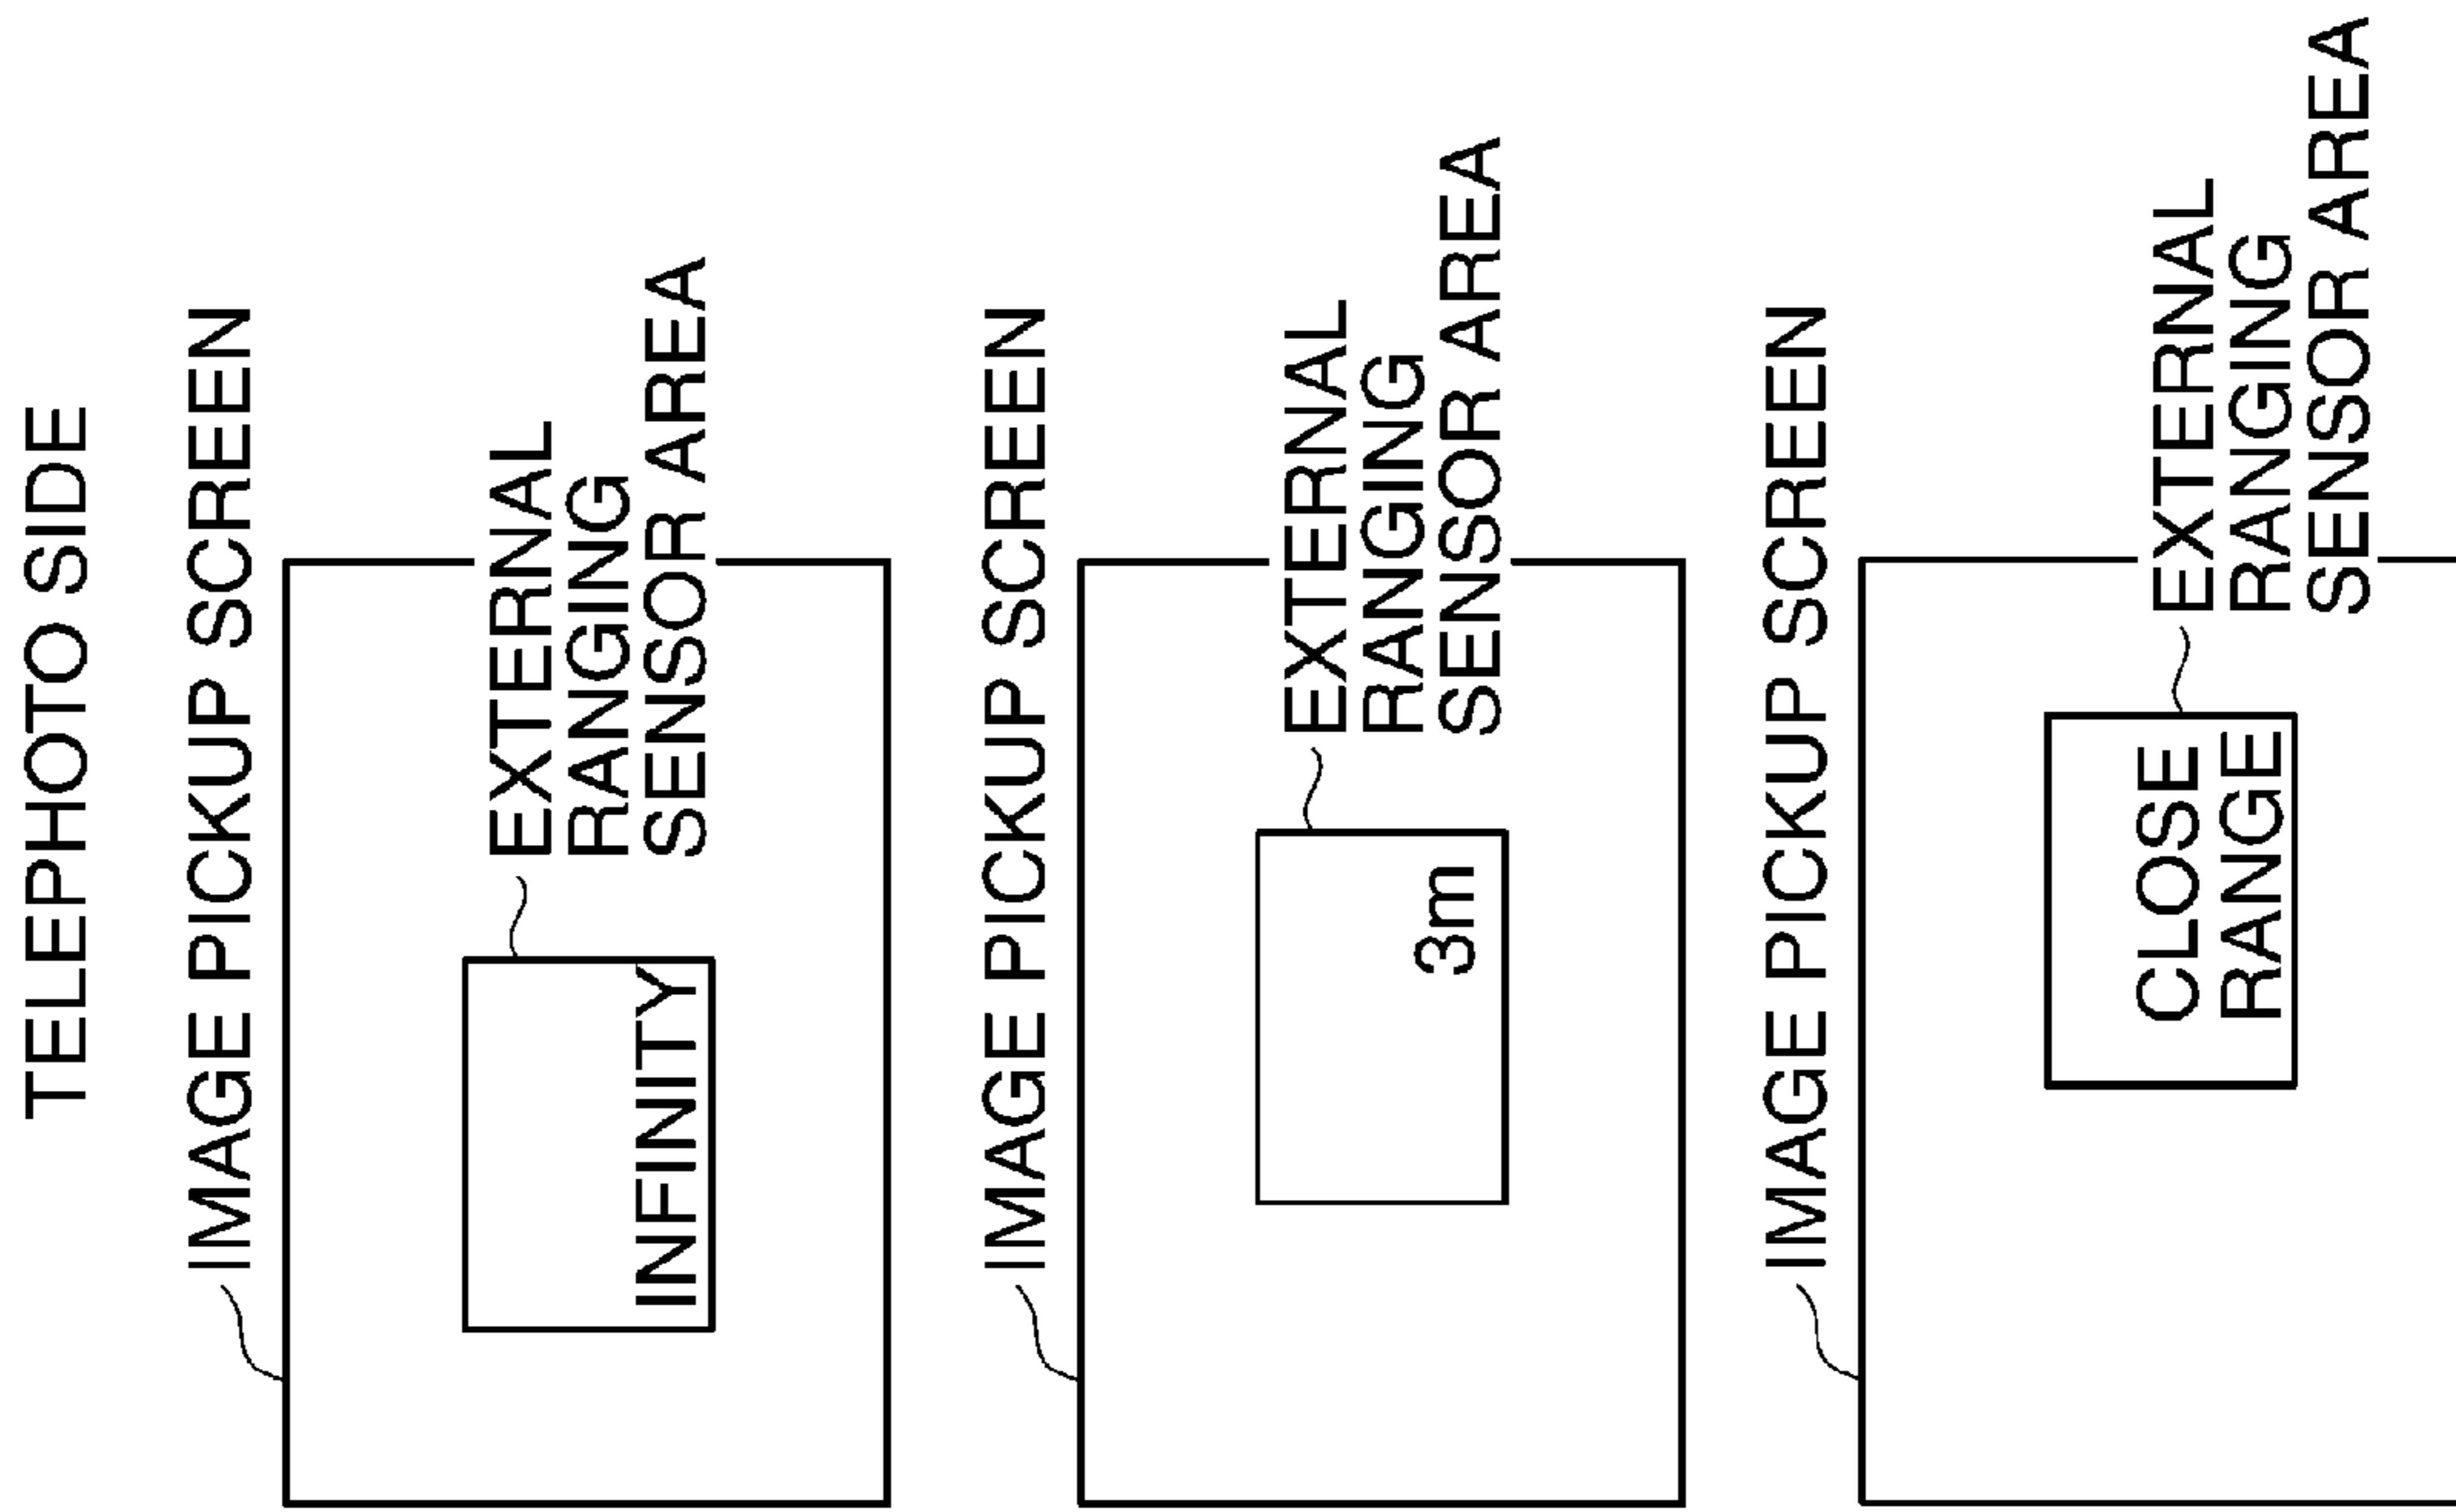 TELEPHOTO SIDE
IMAGE PICKUP SCREEN
EXTERNAL
RANGING
SENSOR AREA
INFINITY
IMAGE PICKUP SCREEN
EXTERNAL
RANGING
SENSOR AREA
3m
IMAGE PICKUP SCREEN
EXTERNAL
RANGING
SENSOR AREA
CLOSE
RANGE